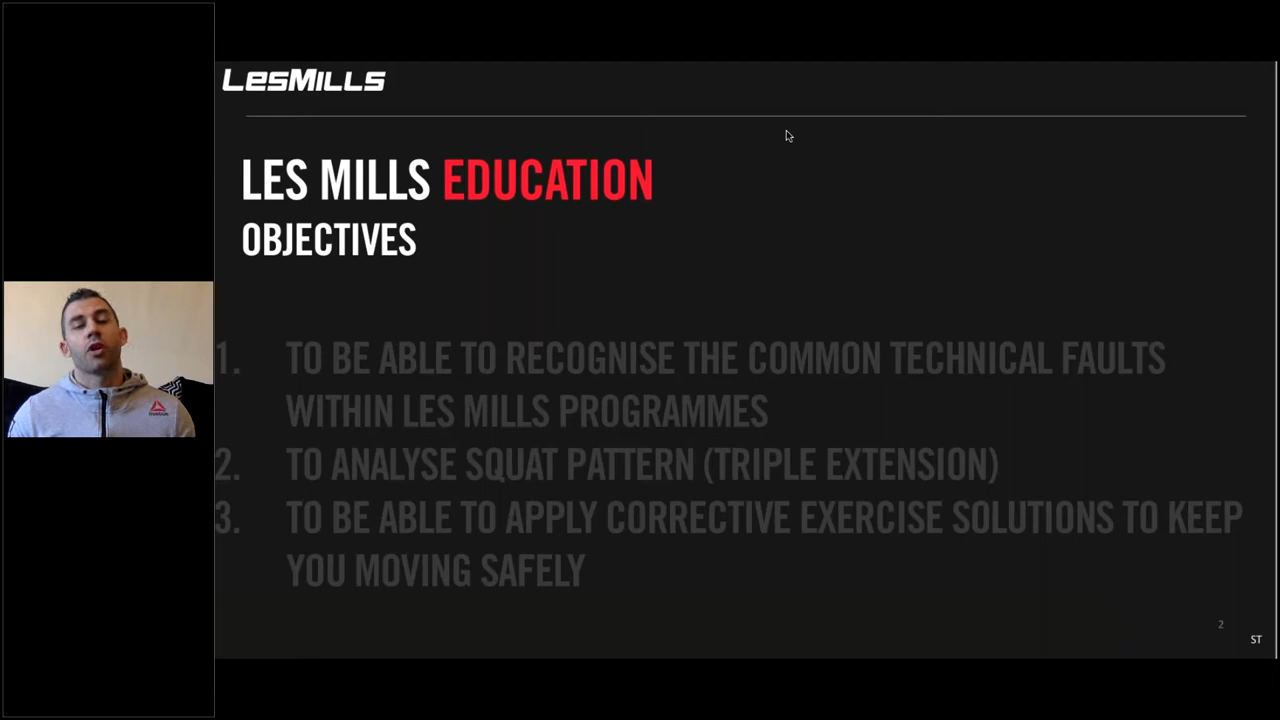 LESMILLS
LES MILLS EDUCATION
OBJECTIVES
1. TO BE ABLE TO RECOGNISE THE COMMON TECHNICAL FAULTS
WITHIN LES MILLS PROGRAMMES
2. TO ANALYSE SQUAT PATTERN (TRIPLE EXTENSION)
3. TO BE ABLE TO APPLY CORRECTIVE EXERCISE SOLUTIONS TO KEEP
YOU MOVING SAFELY
2
ST